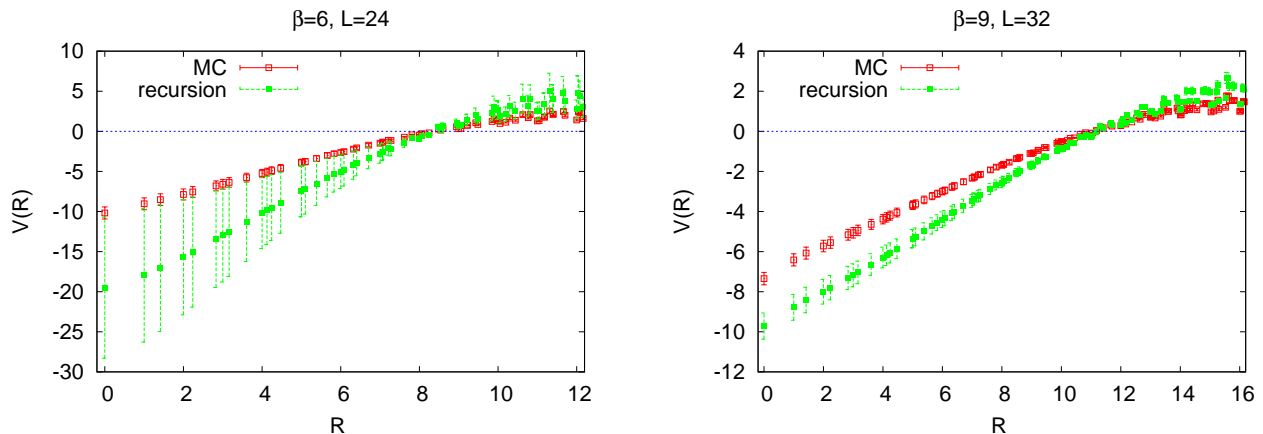 β=6, L=24
MC
recursion
V(R)
10
5
0
-5
-10
-15
-20
-25
-30
0 2 4 6 8 10 12
R
β=9, L=32
MC
recursion
V(R)
4
2
0
-2
-4
-6
-8
-10
-12
0 2 4 6 8 10 12 14 16
R